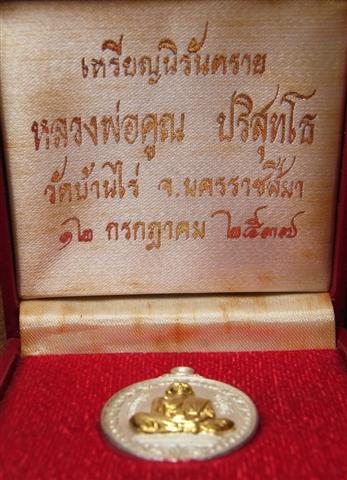 เหรียญนิรันตราย
หลวงพ่อคูณ ปริสุทโธ
วัดบ้านไร่ จ.นครราชสีมา
๑๒ กรกฎาคม ๒๕๓๗